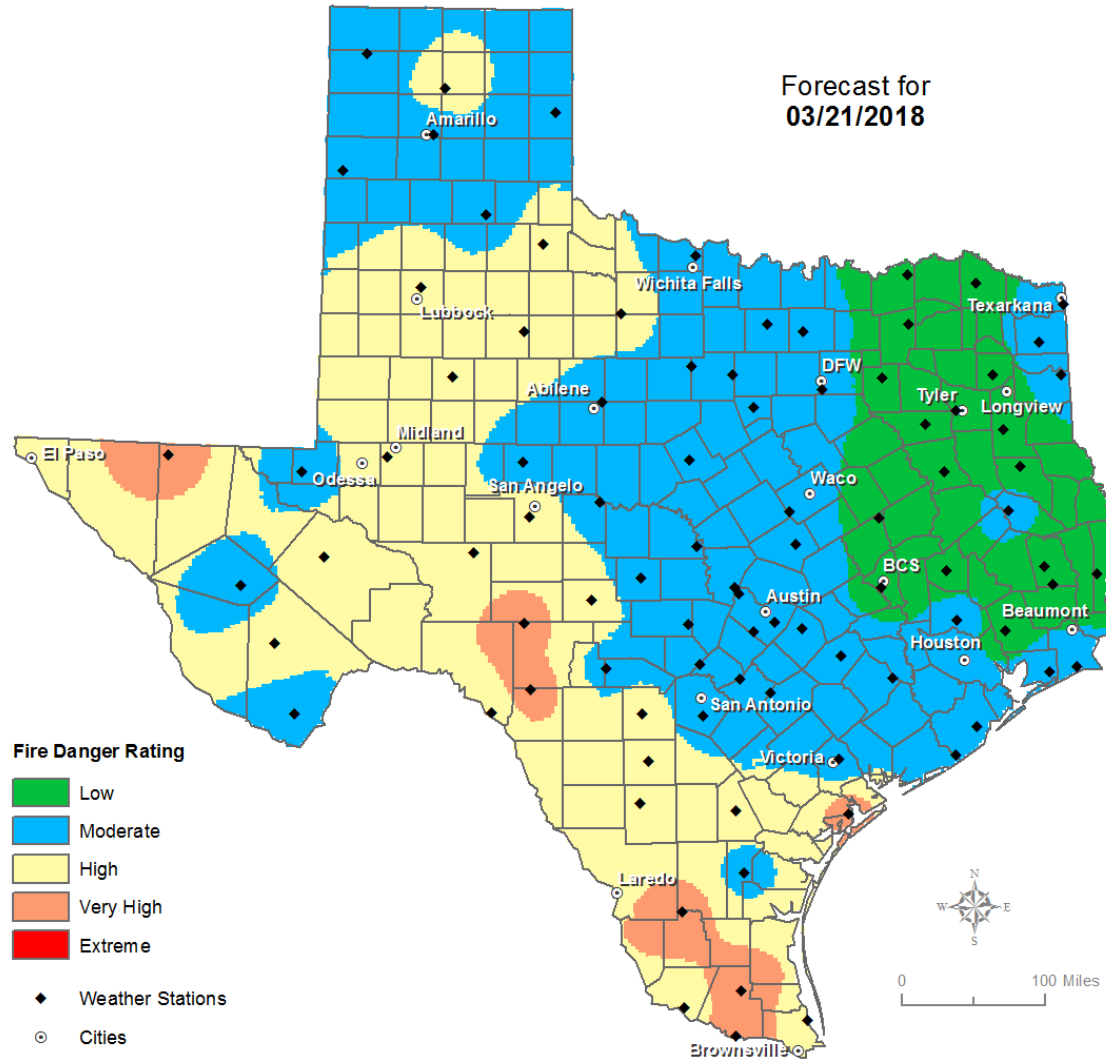 Forecast for
03/21/2018
Amarillo
Wichita Falls
Lubbock
Texarkana
DFW
Abilene
Tyler
Longview
Midland
El Paso
Odessa
San Angelo
Waco
BCS
Austin
Beaumont
Houston
San Antonio
Victoria
Laredo
Brownsville
Fire Danger Rating
Low
Moderate
High
Very High
Extreme
Weather Stations
Cities
N
W E
S
0 100 Miles